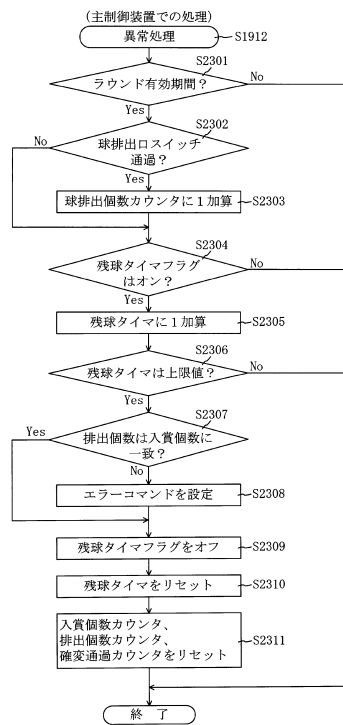 (主制御装置での処理)
異常処理
S1912
S2301
ラウンド有効期間?
No
Yes
S2302
No
球排出口スイッチ
通過?
Yes
球排出個数カウンタに1加算
S2303
S2304
残球タイマフラグ
はオン?
No
Yes
残球タイマに1加算
S2305
S2306
残球タイマは上限値?
No
Yes
S2307
Yes
排出個数は入賞個数に
一致?
No
エラーコマンドを設定
S2308
残球タイマフラグをオフ
S2309
残球タイマをリセット
S2310
入賞個数カウンタ、
排出個数カウンタ、
確変通過カウンタをリセット
S2311
終 了